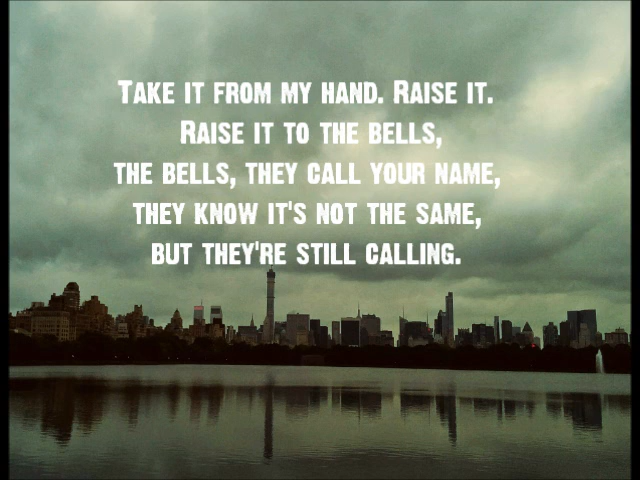 Take it from my hand. Raise it.
Raise it to the bells,
the bells, they call your name,
they know it's not the same,
but they're still calling.